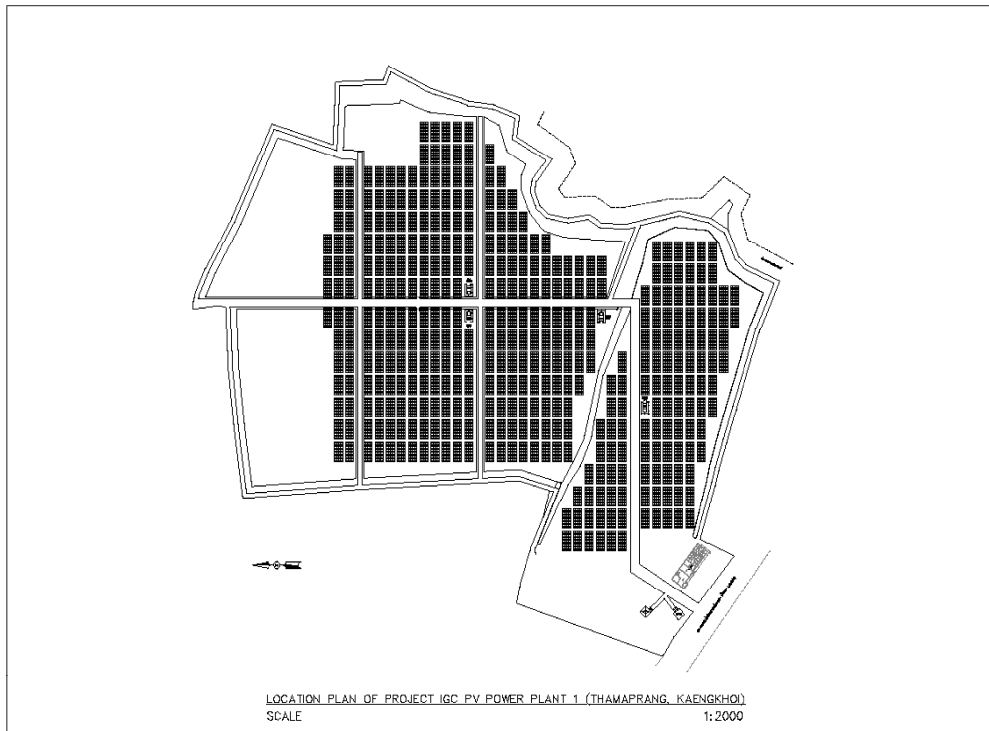 LOCATION PLAN OF PROJECT IGC PV POWER PLANT 1 (THAMAPRANG, KAENGKHOI)
SCALE 1:2000